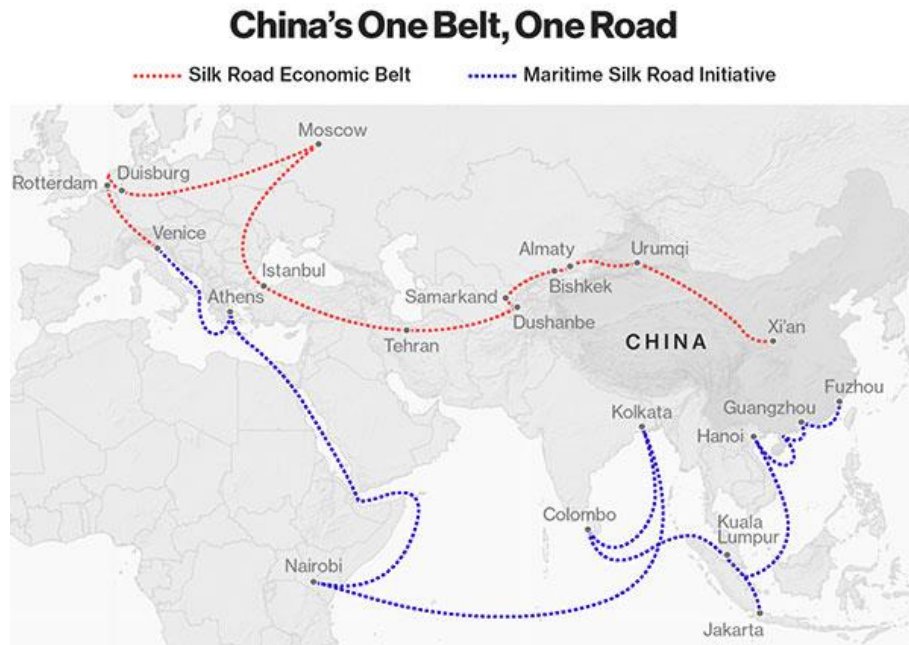 China's One Belt, One Road
Silk Road Economic Belt
Maritime Silk Road Initiative
Moscow
Rotterdam
Duisburg
Venice
Istanbul
Athens
Almaty
Urumqi
Bishkek
Samarkand
Dushanbe
Tehran
Xi'an
CHINA
Fuzhou
Kolkata
Guangzhou
Hanoi
Colombo
Kuala
Lumpur
Nairobi
Jakarta